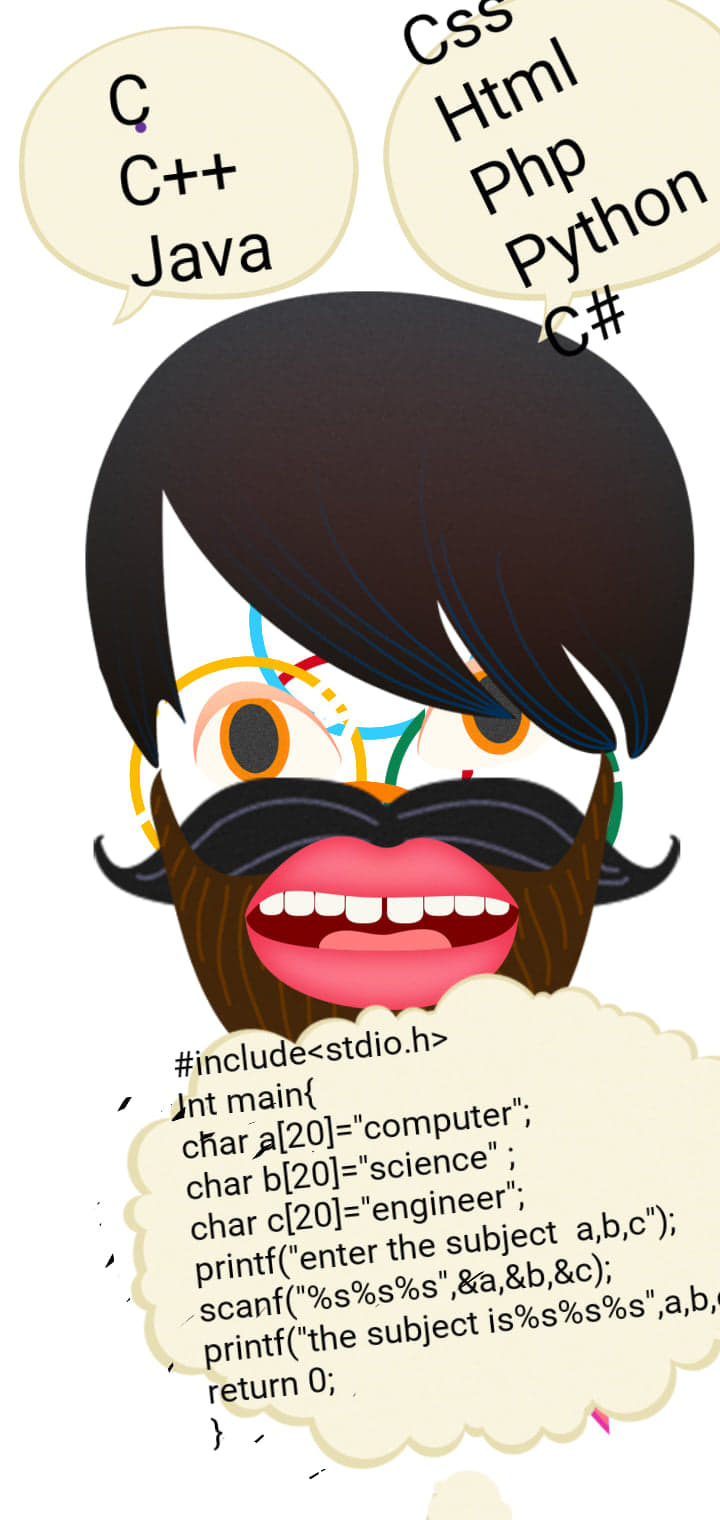 C
C++
Java
Css
Html
Php
Python
C#
#include<stdio.h>
Int main{
char a[20]="computer";
char b[20]="science" ;
char c[20]="engineer";
printf("enter the subject  a,b,c");
scanf("%s%s%s",&a,&b,&c);
printf("the subject is%s%s%s",a,b,
return 0;
}